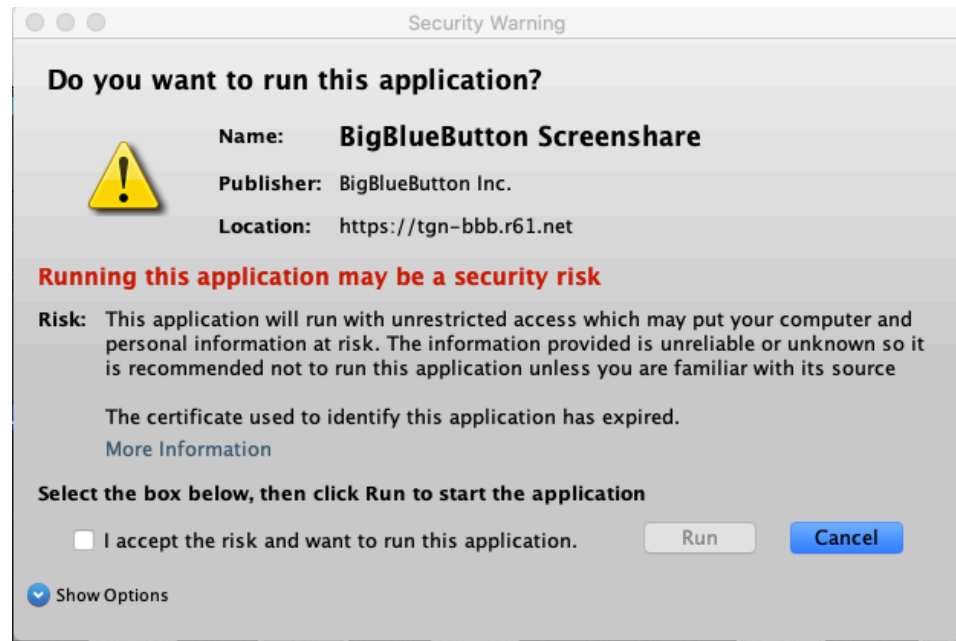 Security Warning
Do you want to run this application?
Name: BigBlueButton Screenshare
Publisher: BigBlueButton Inc.
Location: https://tgn-bbb.r61.net
Running this application may be a security risk
Risk: This application will run with unrestricted access which may put your computer and
personal information at risk. The information provided is unreliable or unknown so it
is recommended not to run this application unless you are familiar with its source
The certificate used to identify this application has expired.
More Information
Select the box below, then click Run to start the application
I accept the risk and want to run this application. Run Cancel
Show Options